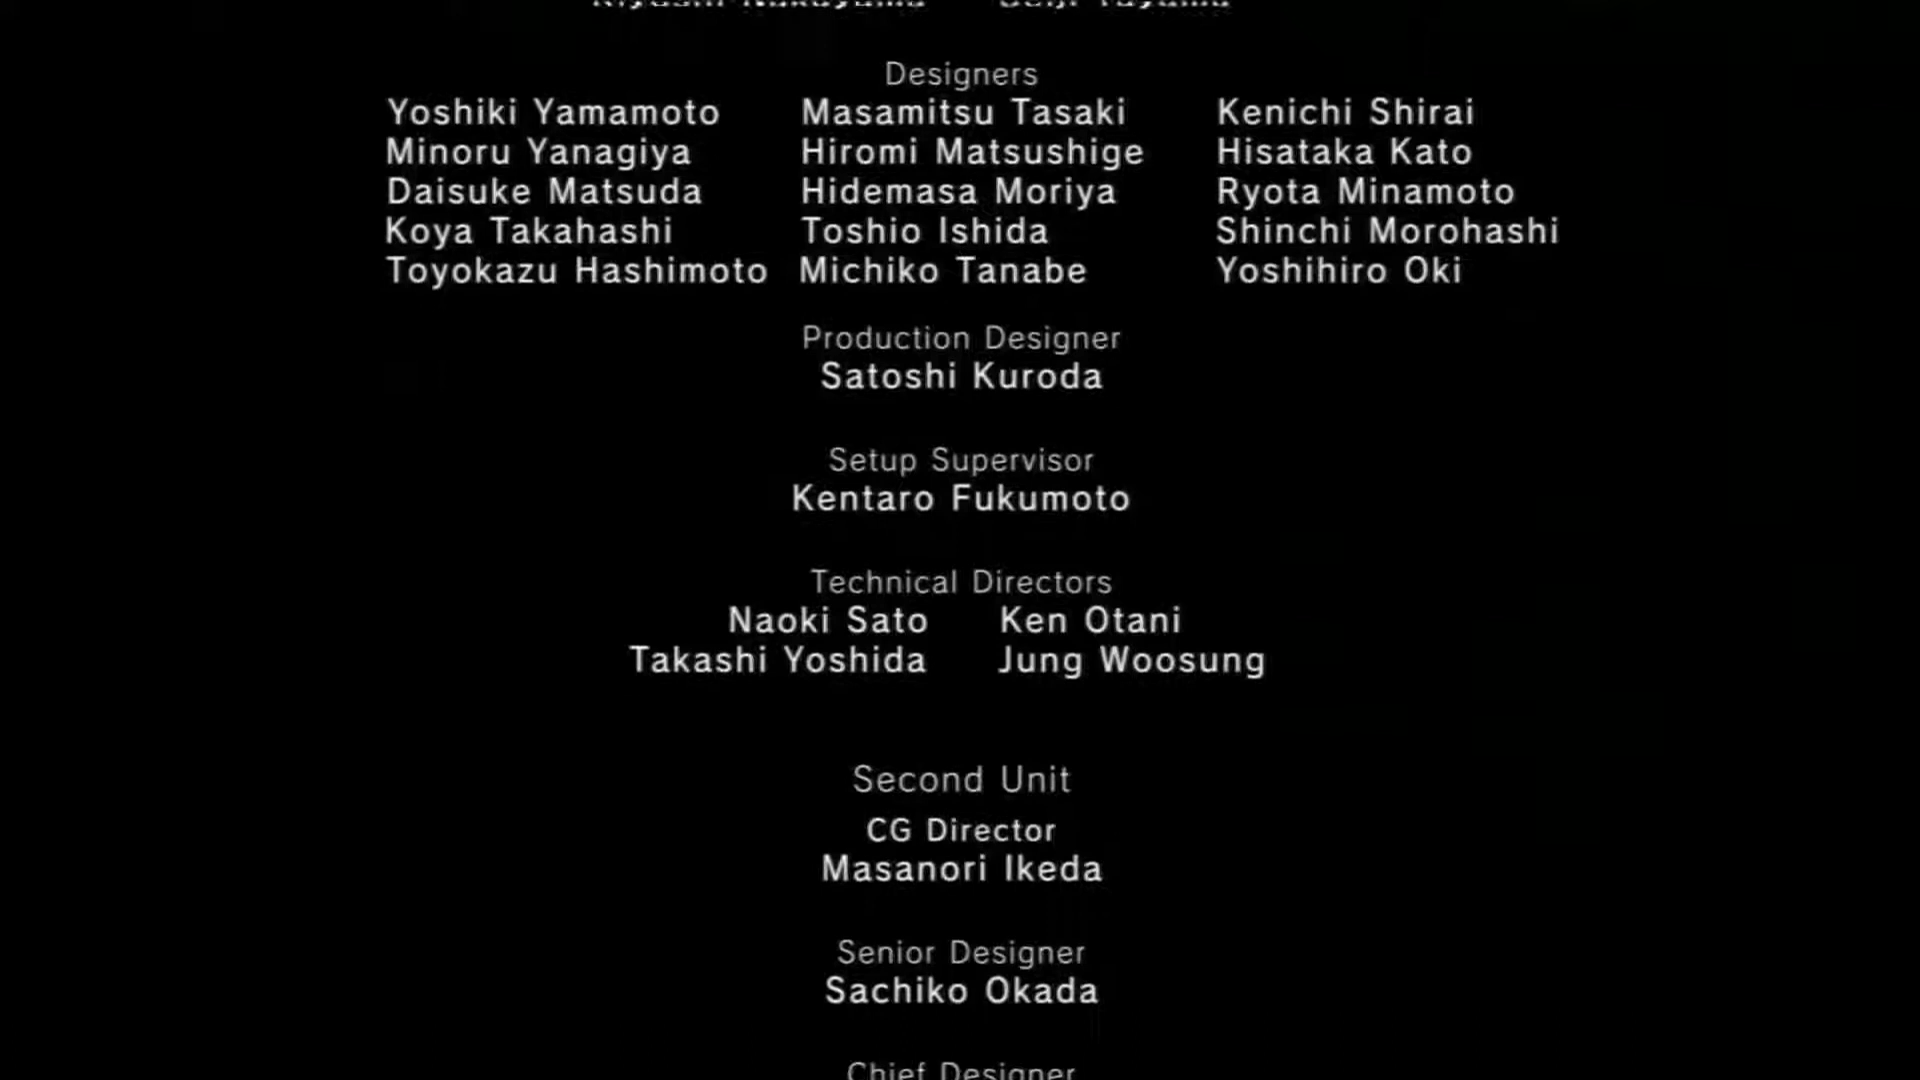 Designers
Yoshiki Yamamoto Masamitsu Tasaki Kenichi Shirai
Minoru Yanagiya Hiromi Matsushige Hisataka Kato
Daisuke Matsuda Hidemasa Moriya Ryota Minamoto
Koya Takahashi Toshio Ishida Shinchi Morohashi
Toyokazu Hashimoto Michiko Tanabe Yoshihiro Oki
Production Designer
Satoshi Kuroda
Setup Supervisor
Kentaro Fukumoto
Technical Directors
Naoki Sato Ken Otani
Takashi Yoshida Jung Woosung
Second Unit
CG Director
Masanori Ikeda
Senior Designer
Sachiko Okada
Chief Designer